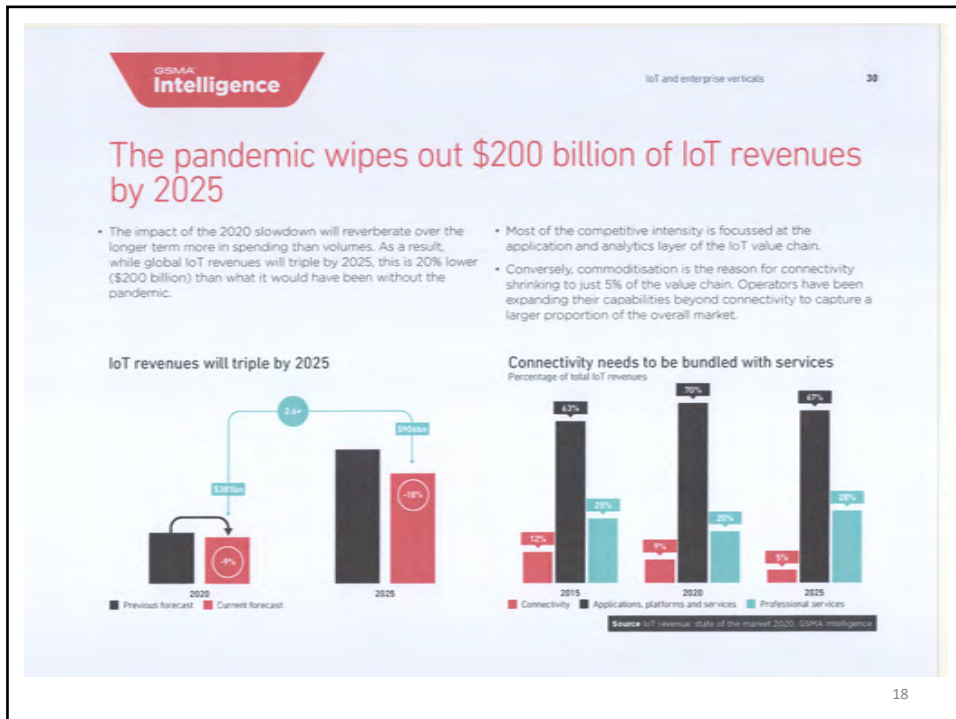 GSMA
Intelligence
IoT and enterprise verticals
30
The pandemic wipes out $200 billion of IoT revenues
by 2025
• The impact of the 2020 slowdown will reverberate over the
longer term more in spending than volumes. As a result,
while global IoT revenues will triple by 2025, this is 20% lower
($200 billion) than what it would have been without the
pandemic.
• Most of the competitive intensity is focussed at the
application and analytics layer of the IoT value chain.
• Conversely, commoditisation is the reason for connectivity
shrinking to just 5% of the value chain. Operators have been
expanding their capabilities beyond connectivity to capture a
larger proportion of the overall market.
IoT revenues will triple by 2025
2.4×
$906bn
$381bn
-18%
-9%
2020
2025
Previous forecast
Current forecast
Connectivity needs to be bundled with services
Percentage of total IoT revenues
63%
70%
67%
25%
20%
28%
12%
9%
5%
2015
2020
2025
Connectivity
Applications, platforms and services
Professional services
Source IoT revenue: state of the market 2020, GSMA Intelligence
18